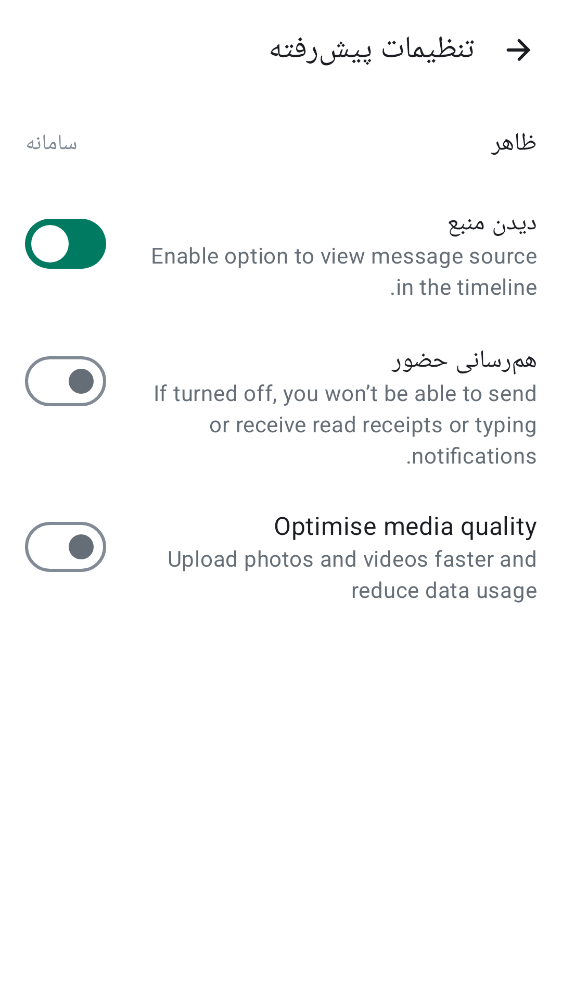 تنظیمات پیش‌رفته
ظاهر
سامانه
دیدن منبع
Enable option to view message source
in the timeline.
هم‌رسانی حضور
If turned off, you won’t be able to send
or receive read receipts or typing
notifications.
Optimise media quality
Upload photos and videos faster and
reduce data usage